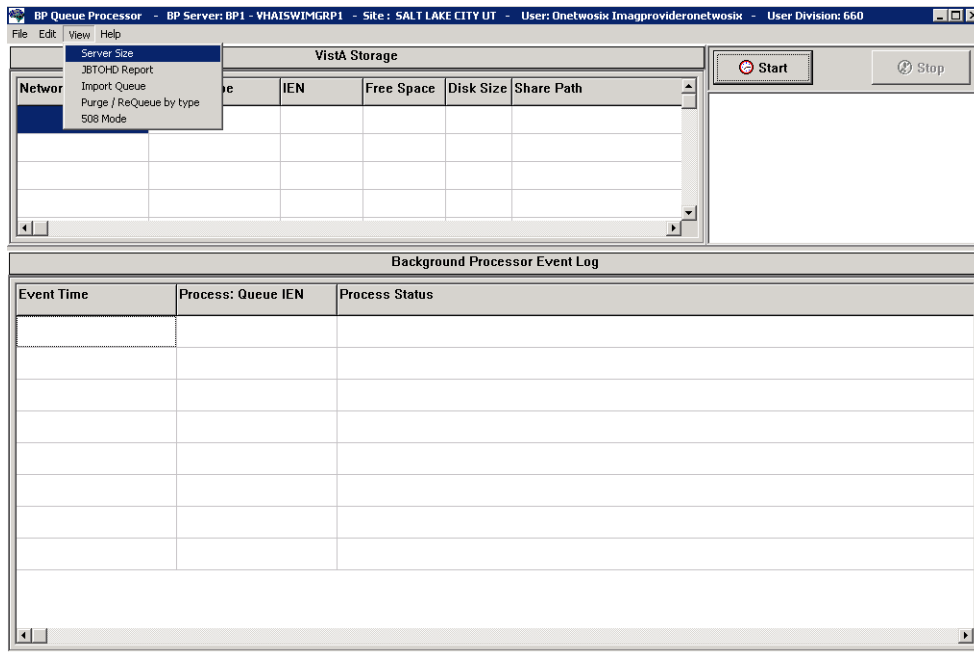 BP Queue Processor - BP Server: BP1 - VHAISWIMGRP1 - Site : SALT LAKE CITY UT - User: Onetwosix Imagprovideronetwosix - User Division: 660
File Edit View Help
Server Size
JBTOHD Report
Import Queue
Purge / ReQueue by type
508 Mode
VistA Storage
Start
Stop
IEN Free Space Disk Size Share Path
Background Processor Event Log
Event Time Process: Queue IEN Process Status